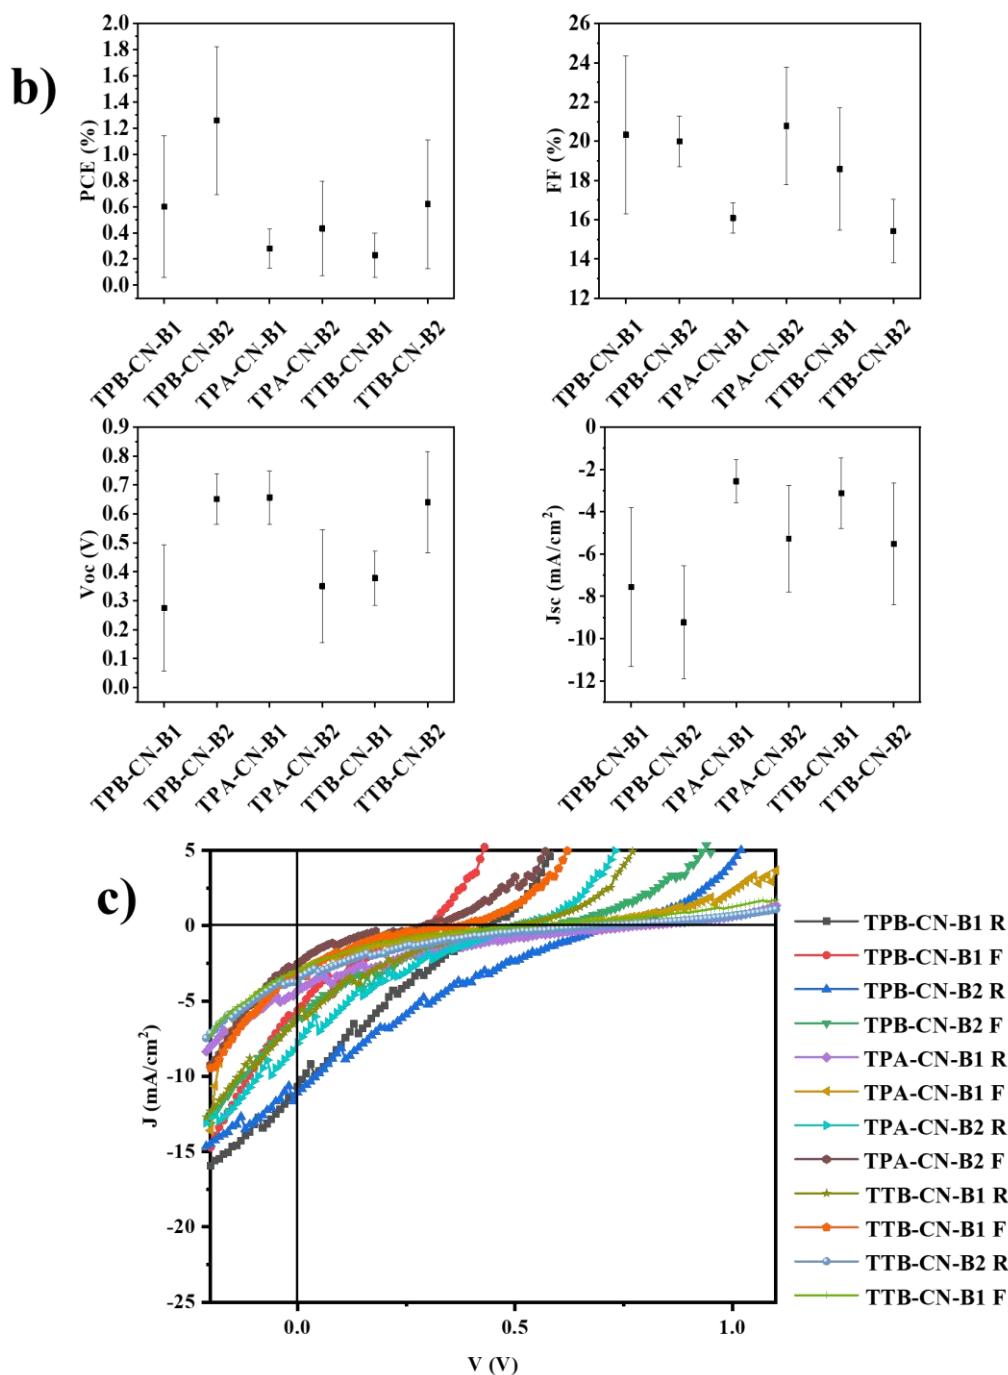 b)
PCE (%)
2.0
1.8
1.6
1.4
1.2
1.0
0.8
0.6
0.4
0.2
0.0
TPB-CN-B1
TPB-CN-B2
TPA-CN-B1
TPA-CN-B2
TTB-CN-B1
TTB-CN-B2
FF (%)
26
24
22
20
18
16
14
12
TPB-CN-B1
TPB-CN-B2
TPA-CN-B1
TPA-CN-B2
TTB-CN-B1
TTB-CN-B2
Voc (V)
0.9
0.8
0.7
0.6
0.5
0.4
0.3
0.2
0.1
0.0
TPB-CN-B1
TPB-CN-B2
TPA-CN-B1
TPA-CN-B2
TTB-CN-B1
TTB-CN-B2
Jsc (mA/cm²)
0
-2
-4
-6
-8
-10
-12
TPB-CN-B1
TPB-CN-B2
TPA-CN-B1
TPA-CN-B2
TTB-CN-B1
TTB-CN-B2
c)
J (mA/cm²)
5
0
-5
-10
-15
-20
-25
0.0
0.5
1.0
V (V)
TPB-CN-B1 R
TPB-CN-B1 F
TPB-CN-B2 R
TPB-CN-B2 F
TPA-CN-B1 R
TPA-CN-B1 F
TPA-CN-B2 R
TPA-CN-B2 F
TTB-CN-B1 R
TTB-CN-B1 F
TTB-CN-B2 R
TTB-CN-B1 F